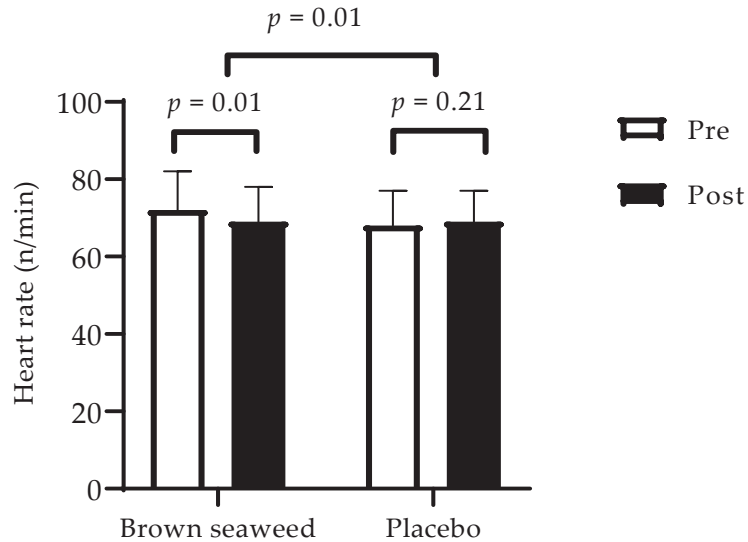 p = 0.01
p = 0.01
p = 0.21
100
80
60
40
20
0
Heart rate (n/min)
Brown seaweed
Placebo
Pre
Post